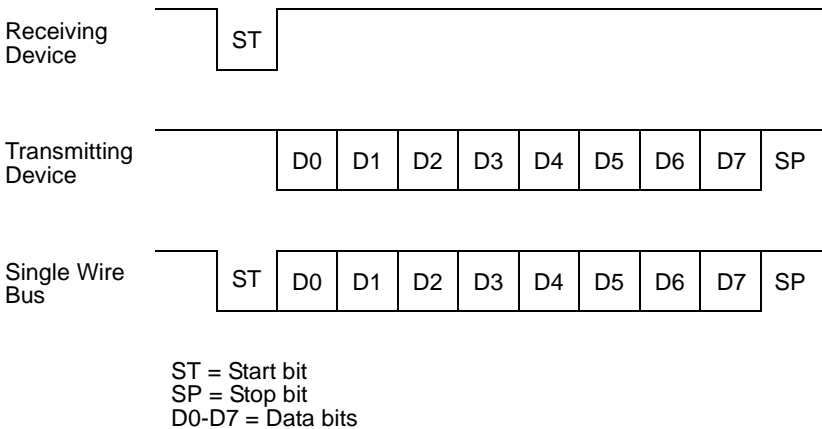 Receiving
Device
ST
Transmitting
Device
D0 D1 D2 D3 D4 D5 D6 D7 SP
Single Wire
Bus
ST D0 D1 D2 D3 D4 D5 D6 D7 SP
ST = Start bit
SP = Stop bit
D0-D7 = Data bits